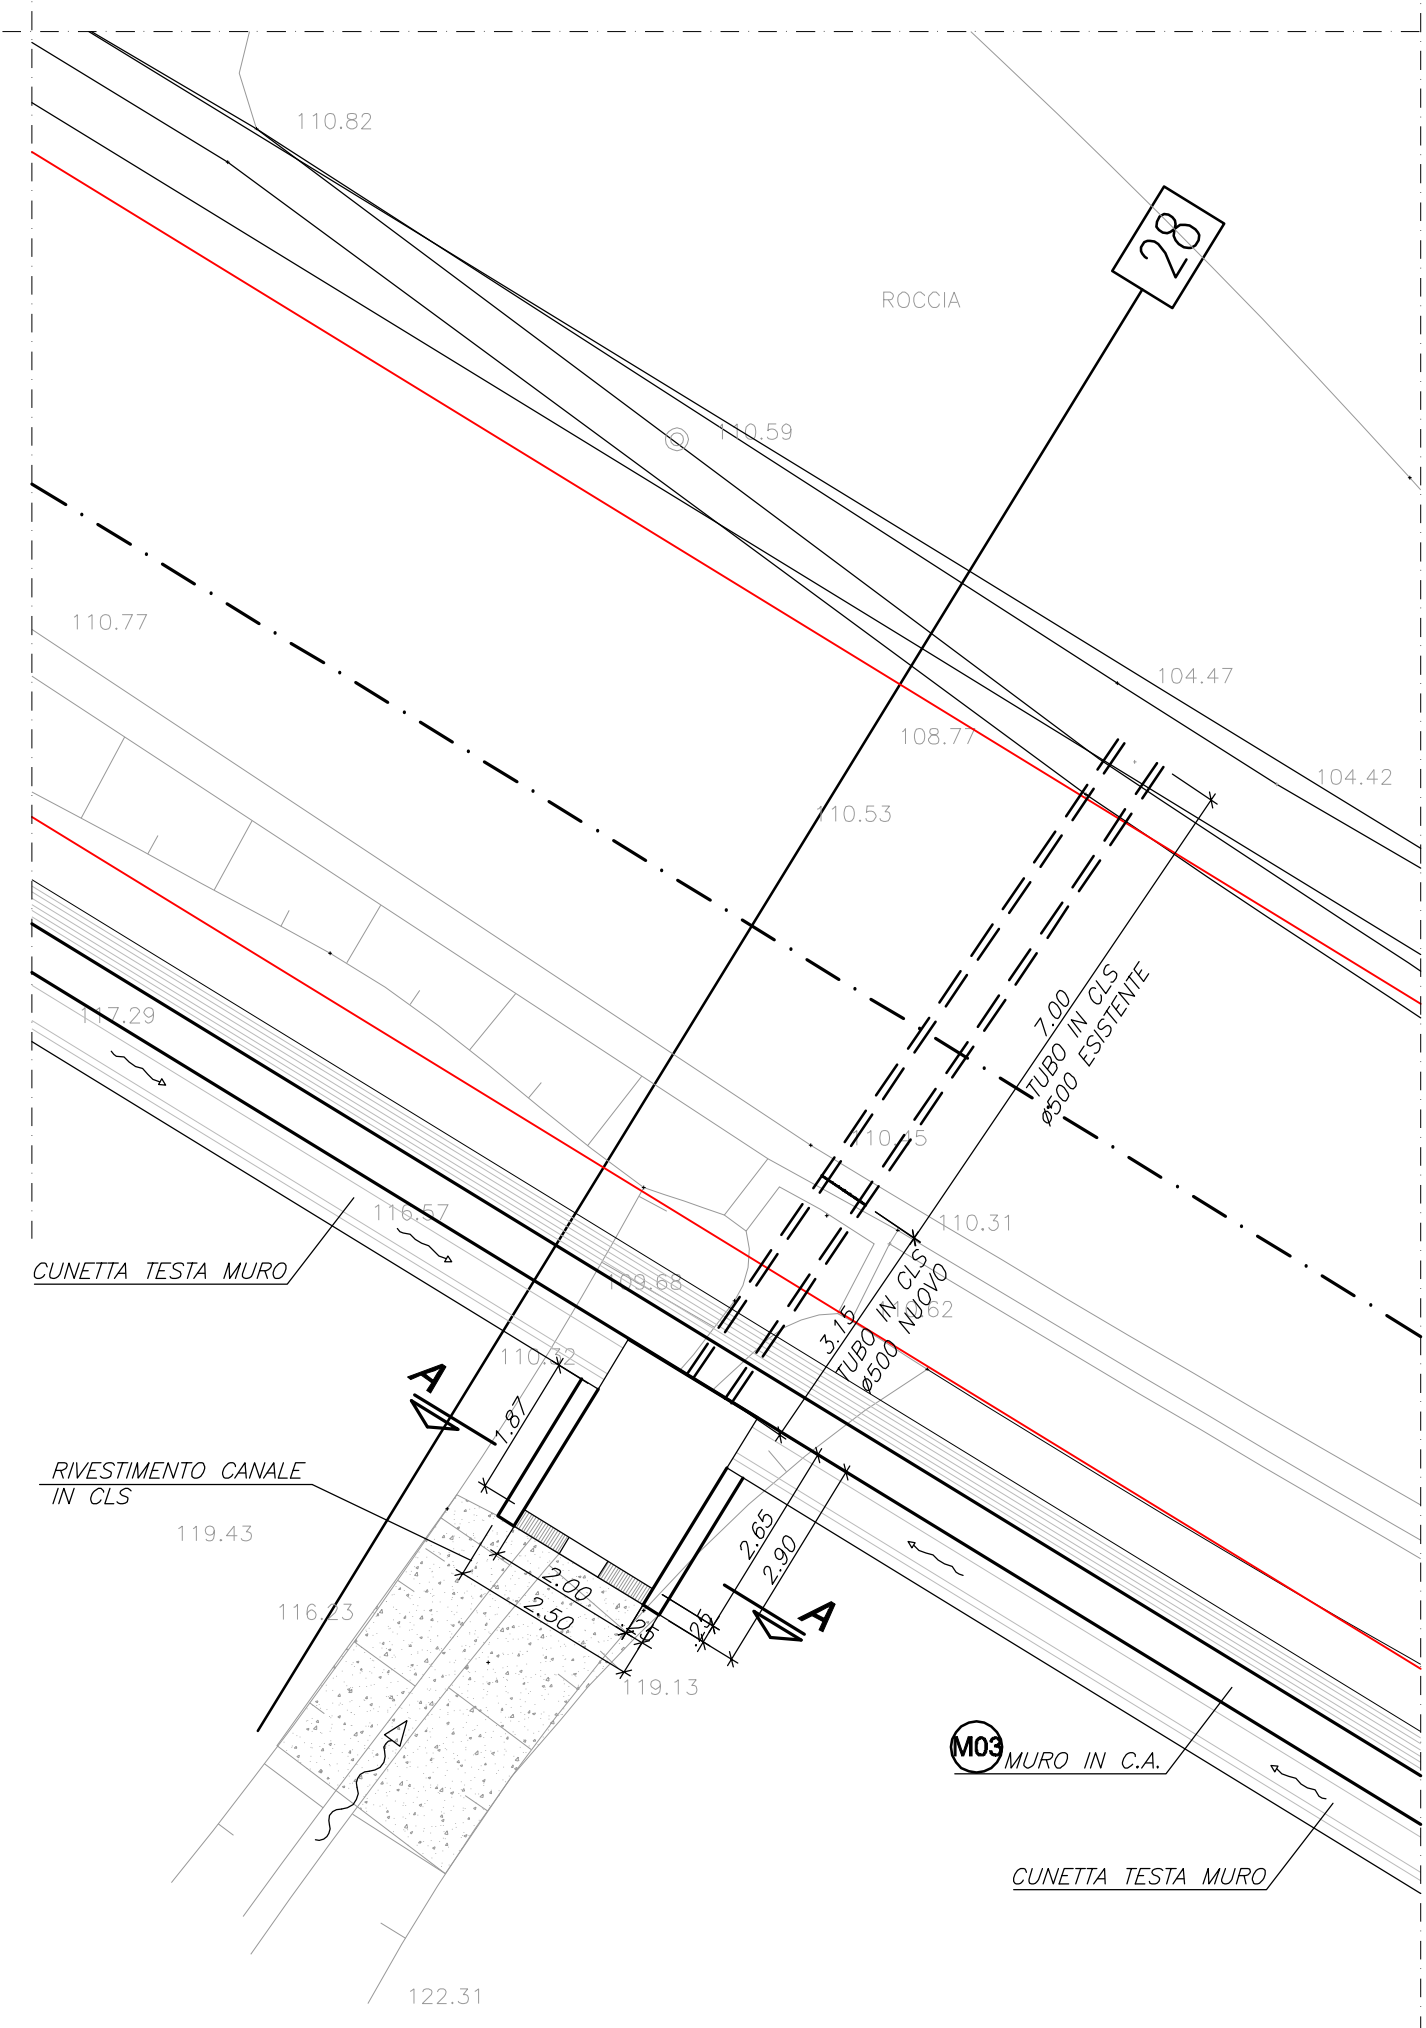 110.82
28
ROCCIA
110.59
110.77
104.47
108.77
104.42
110.53
7.00
TUBO IN CLS
ø500 ESISTENTE
117.29
110.45
116.57
110.31
CUNETTA TESTA MURO
109.68
3.15
TUBO IN CLS
ø500 NUOVO
110.32
A
1.87
RIVESTIMENTO CANALE
IN CLS
119.43
2.65
2.90
2.00
2.50
.25
.25
A
116.23
119.13
M03
MURO IN C.A.
CUNETTA TESTA MURO
122.31